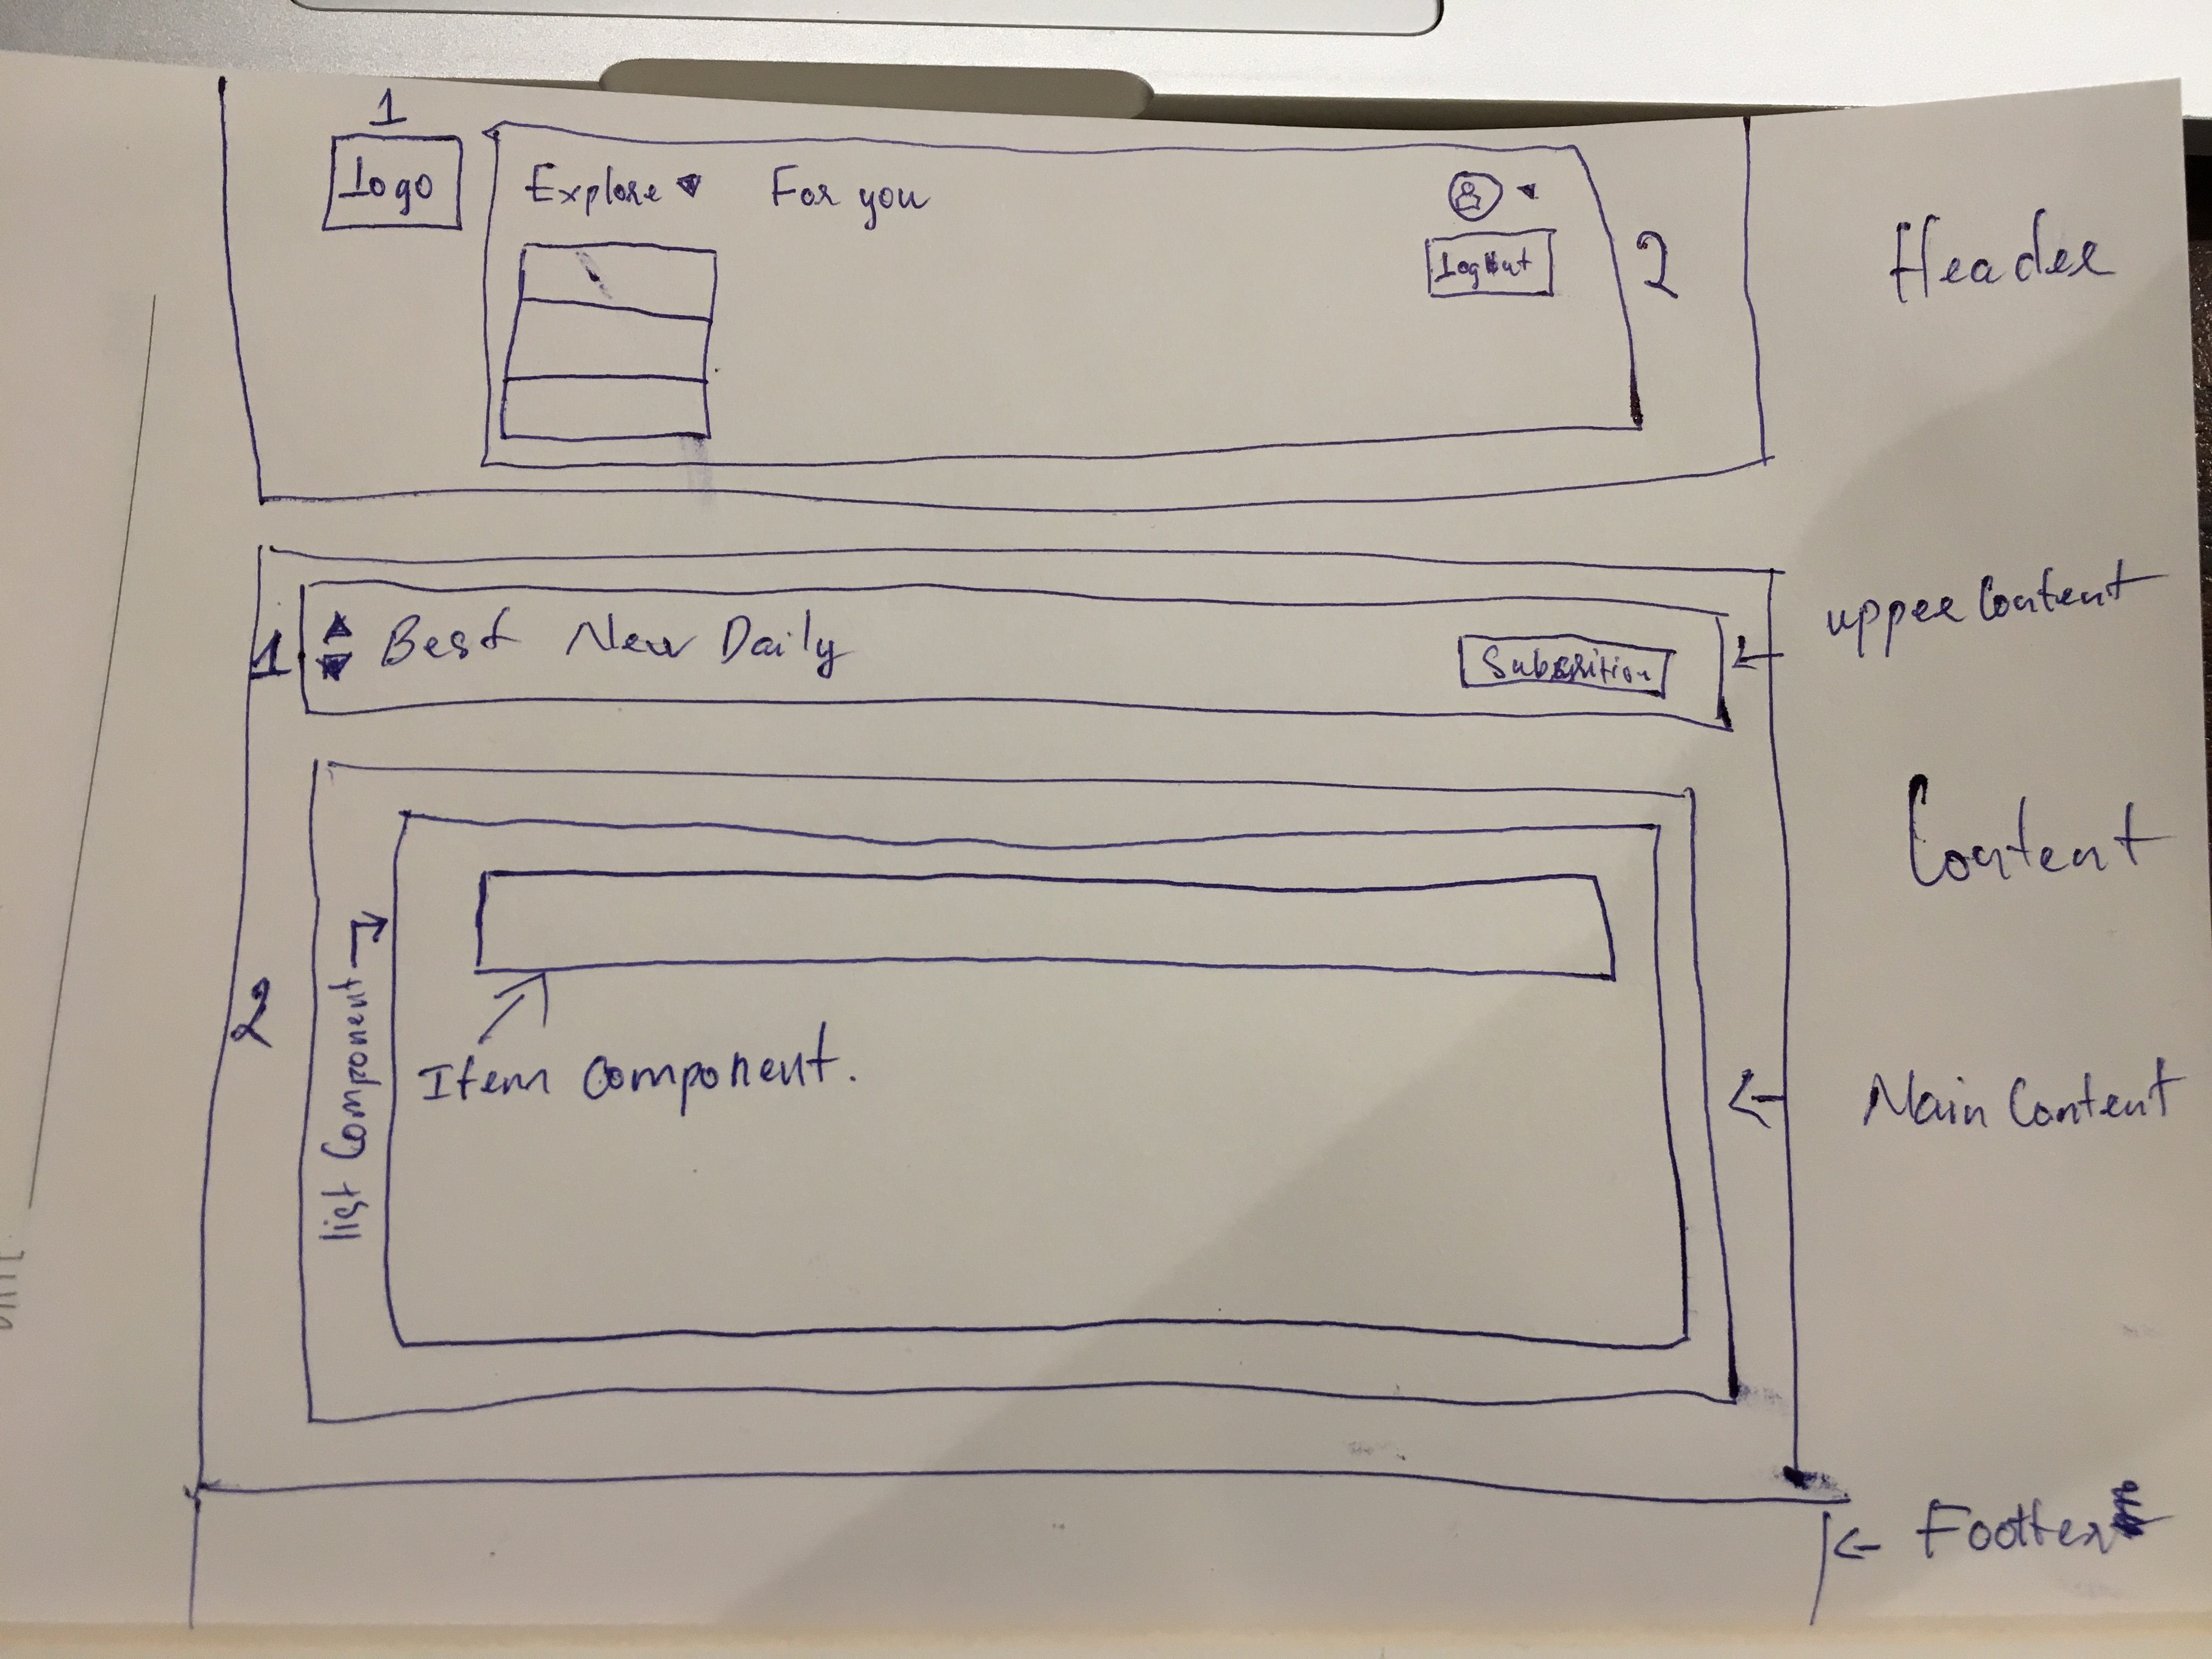 1
Logo
Explore For you
Logout
2
Header
upper Content
1
Best New Daily
Subsrition
Content
2
list Component
Item Component.
Main Content
Footter